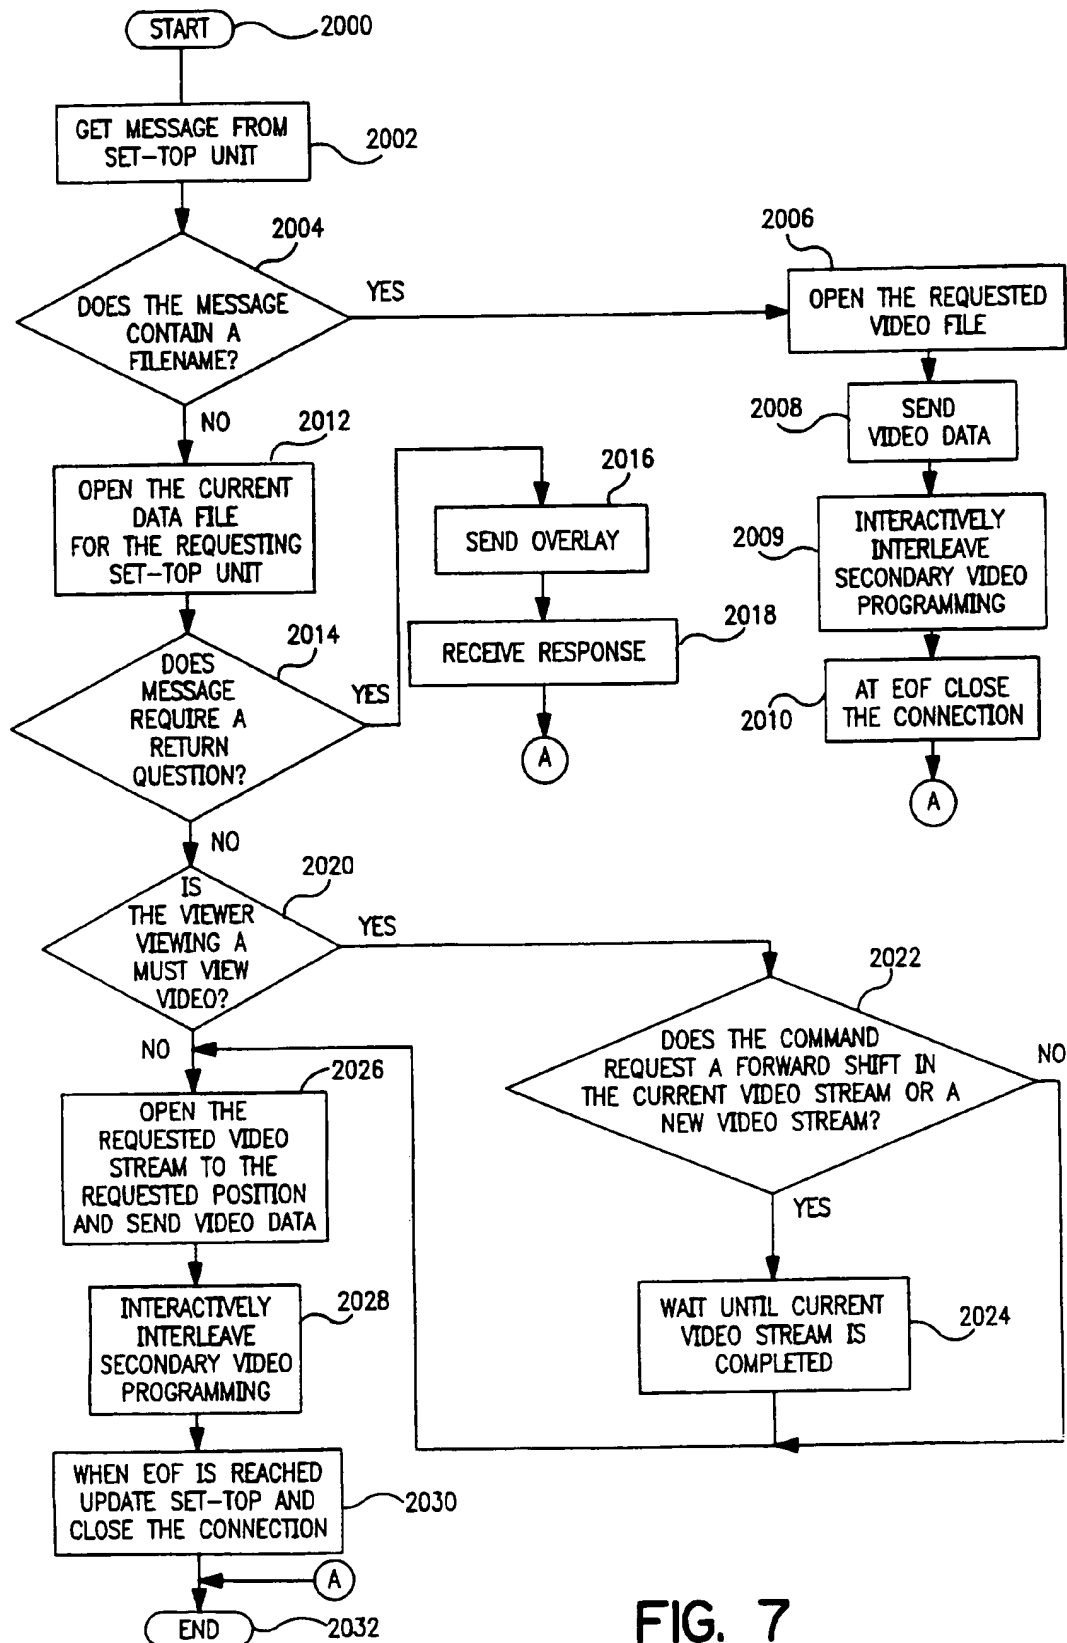 START
2000
GET MESSAGE FROM
SET-TOP UNIT
2002
2004
DOES THE MESSAGE
CONTAIN A
FILENAME?
YES
NO
2006
OPEN THE REQUESTED
VIDEO FILE
2008
SEND
VIDEO DATA
2009
INTERACTIVELY
INTERLEAVE
SECONDARY VIDEO
PROGRAMMING
2010
AT EOF CLOSE
THE CONNECTION
A
2012
OPEN THE CURRENT
DATA FILE
FOR THE REQUESTING
SET-TOP UNIT
2014
DOES
MESSAGE
REQUIRE A
RETURN
QUESTION?
YES
NO
2016
SEND OVERLAY
2018
RECEIVE RESPONSE
A
2020
IS
THE VIEWER
VIEWING A
MUST VIEW
VIDEO?
YES
NO
2022
DOES THE COMMAND
REQUEST A FORWARD SHIFT IN
THE CURRENT VIDEO STREAM OR A
NEW VIDEO STREAM?
NO
YES
2024
WAIT UNTIL CURRENT
VIDEO STREAM IS
COMPLETED
2026
OPEN THE
REQUESTED VIDEO
STREAM TO THE
REQUESTED POSITION
AND SEND VIDEO DATA
2028
INTERACTIVELY
INTERLEAVE
SECONDARY VIDEO
PROGRAMMING
WHEN EOF IS REACHED
UPDATE SET-TOP AND
CLOSE THE CONNECTION
2030
A
END
2032
FIG. 7